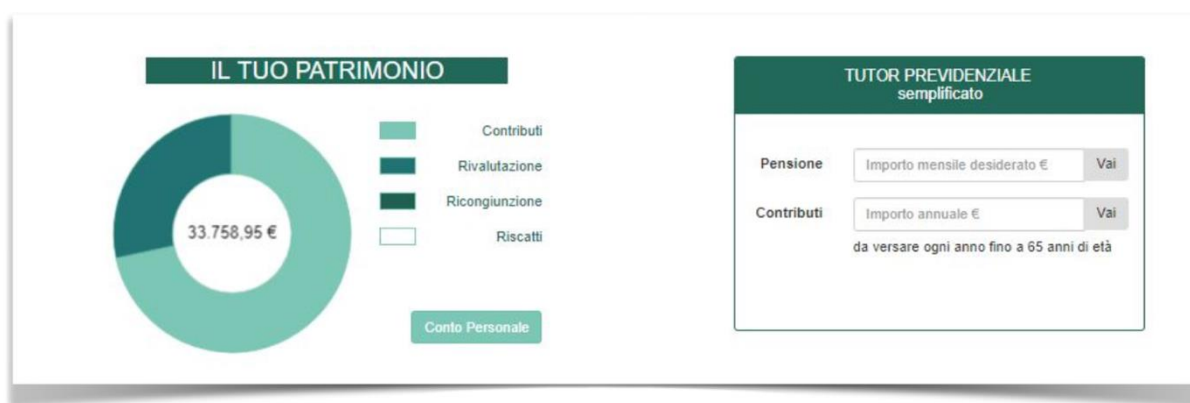 IL TUO PATRIMONIO
Contributi
Rivalutazione
Ricongiunzione
Riscatti
33.758,95 €
Conto Personale
TUTOR PREVIDENZIALE
semplificato
Pensione Importo mensile desiderato € Vai
Contributi Importo annuale € Vai
da versare ogni anno fino a 65 anni di età